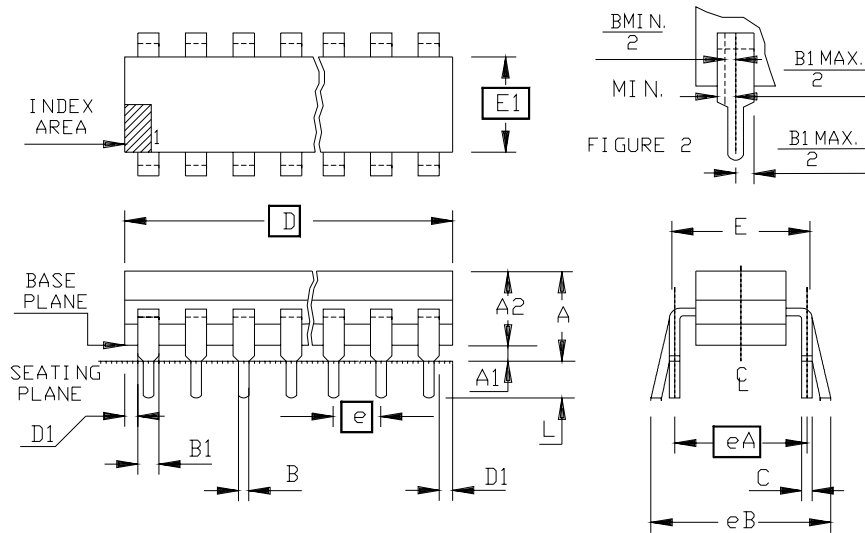 INDEX
AREA
1
E1
D
BMIN.
2
B1 MAX.
2
MIN.
FIGURE 2
B1 MAX.
2
BASE
PLANE
A2
A
SEATING
PLANE
A1
D1
e
L
B1
B
D1
E
CL
eA
C
eB